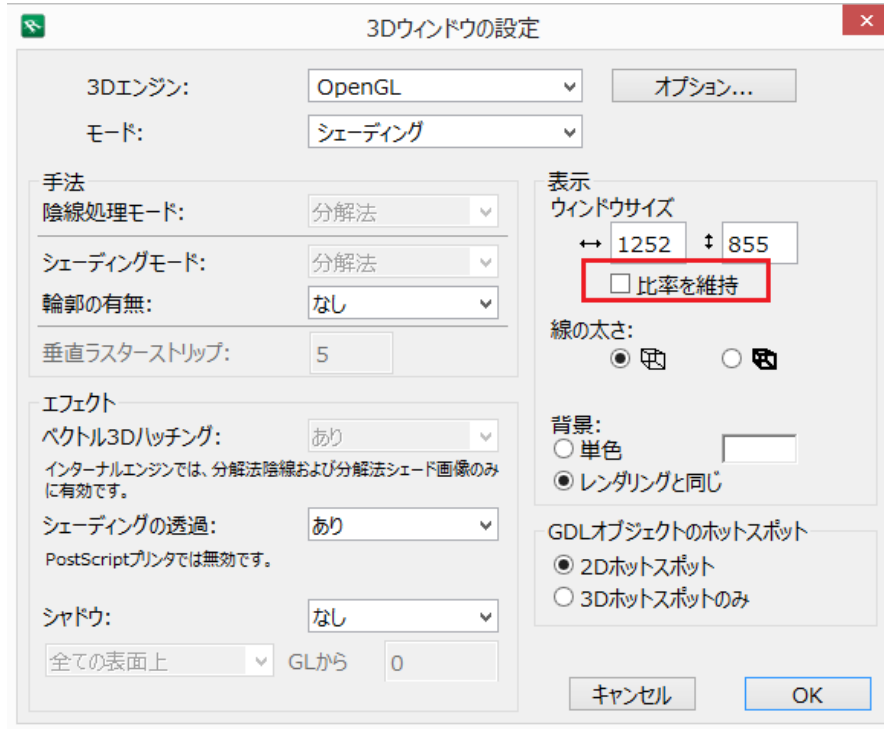 3Dウィンドウの設定
3Dエンジン:
OpenGL
オプション...
モード:
シェーディング
手法
陰線処理モード:
分解法
シェーディングモード:
分解法
輪郭の有無:
なし
垂直ラスターストリップ:
5
エフェクト
ベクトル3Dハッチング:
あり
インターナルエンジンでは、分解法陰線および分解法シェード画像のみ
に有効です。
シェーディングの透過:
あり
PostScriptプリンタでは無効です。
シャドウ:
なし
全ての表面上
GLから
0
表示
ウィンドウサイズ
1252
855
比率を維持
線の太さ:
背景:
単色
レンダリングと同じ
GDLオブジェクトのホットスポット
2Dホットスポット
3Dホットスポットのみ
キャンセル
OK